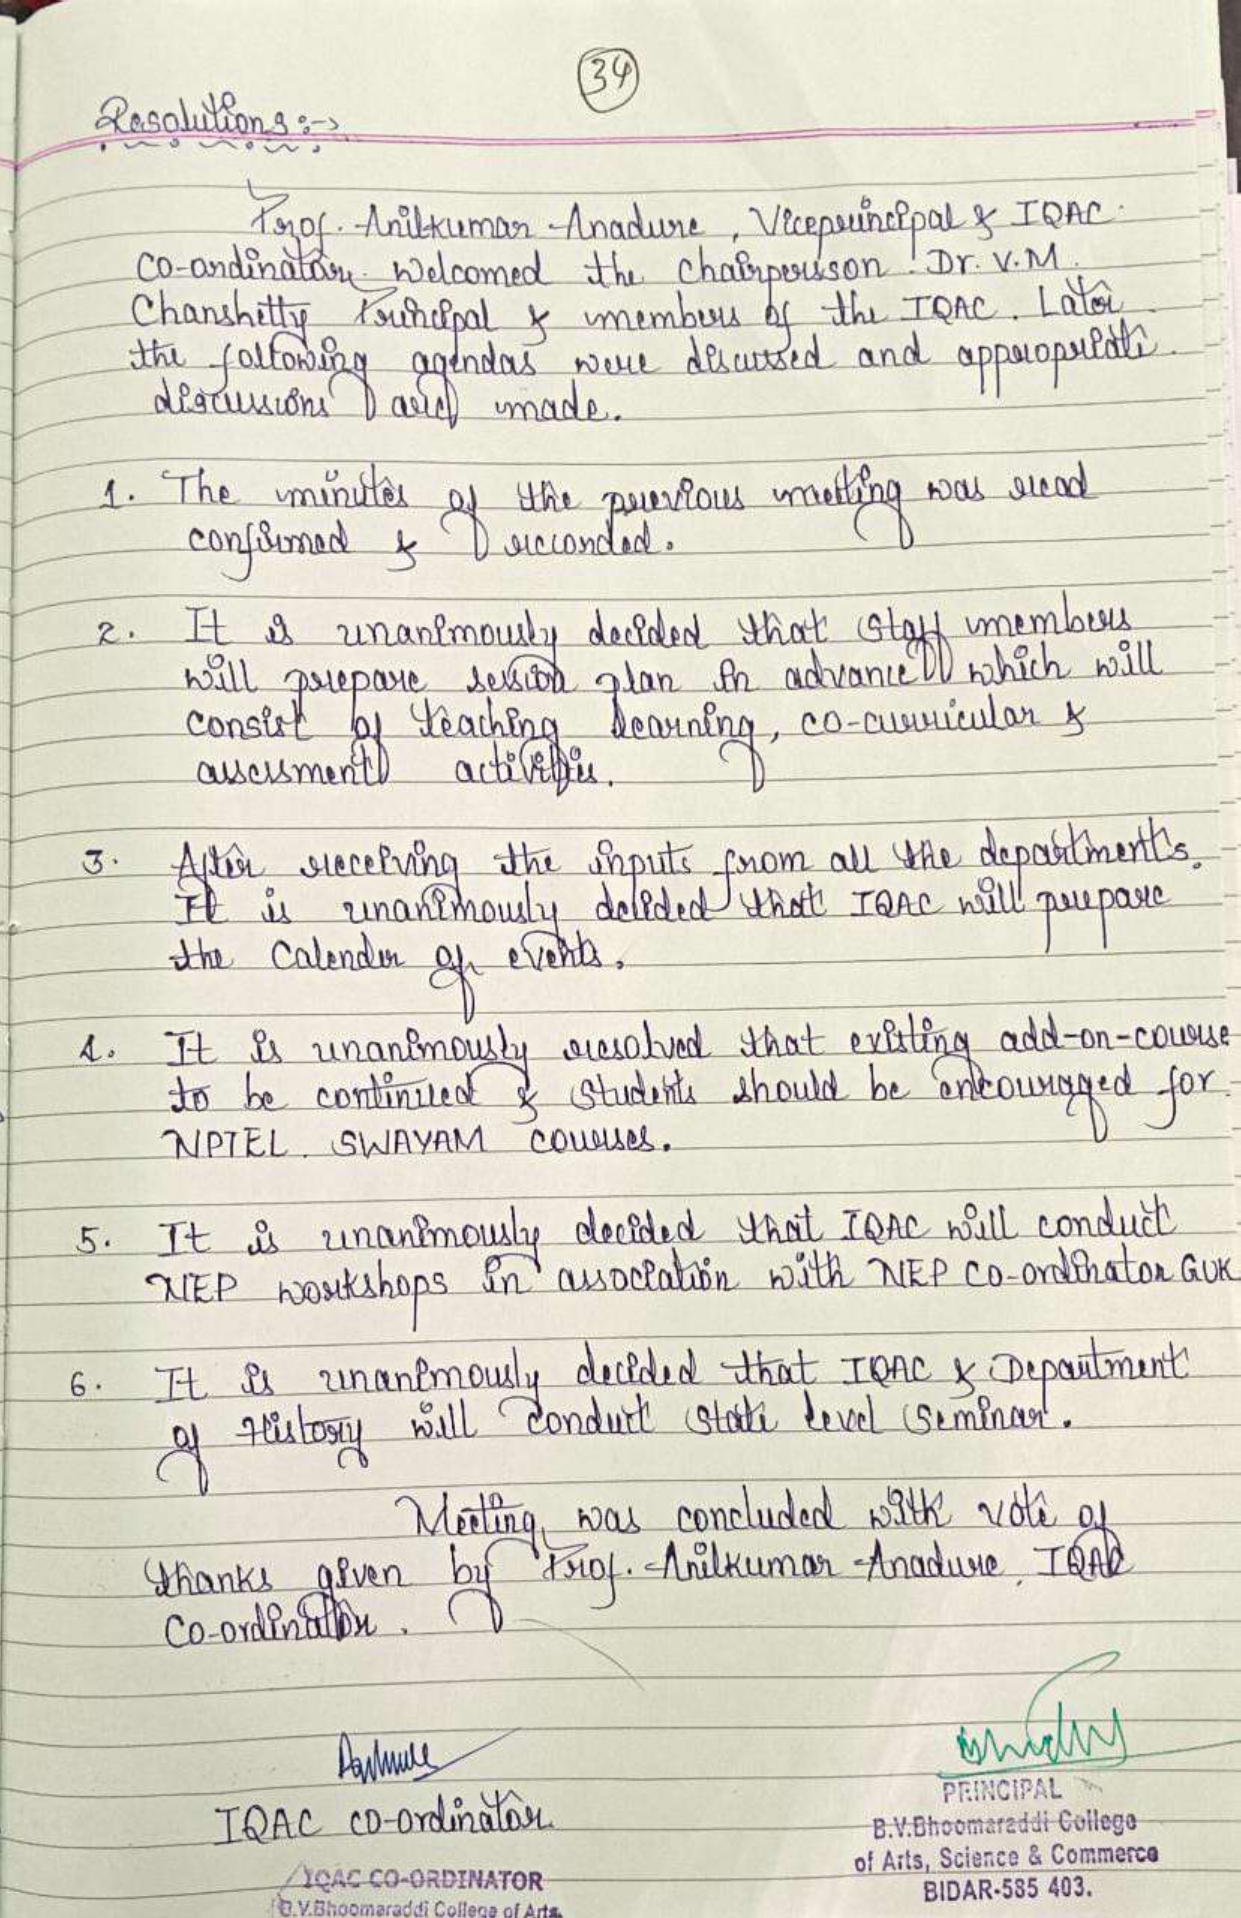 34
Resolutions :->
Prof. Anilkumar Anadure, Viceprincipal & IQAC
Co-ordinator. Welcomed the Chairperson Dr. V.M.
Chanshetty Principal & members of the IQAC. Later
the following agendas were discussed and appropriate
discussions are made.
1. The minutes of the previous meeting was read
confirmed & recorded.
2. It is unanimously decided that staff members
will prepare session plan in advance which will
consist of teaching learning, co-curricular &
assessment activities.
3. After receiving the inputs from all the departments.
It is unanimously decided that IQAC will prepare
the Calender of events.
4. It is unanimously resolved that existing add-on-course
to be continued & students should be encouraged for
NPTEL. SWAYAM courses.
5. It is unanimously decided that IQAC will conduct
NEP workshops in association with NEP Co-ordinator GUK
6. It is unanimously decided that IQAC & Department
of History will conduct state level seminar.
Meeting was concluded with vote of
thanks given by Prof. Anilkumar Anadure, IQAC
Co-ordinator.
IQAC co-ordinator
PRINCIPAL
B.V.Bhoomaraddi College
of Arts, Science & Commerce
BIDAR-585 403.
IQAC CO-ORDINATOR
B.V.Bhoomaraddi College of Arts,